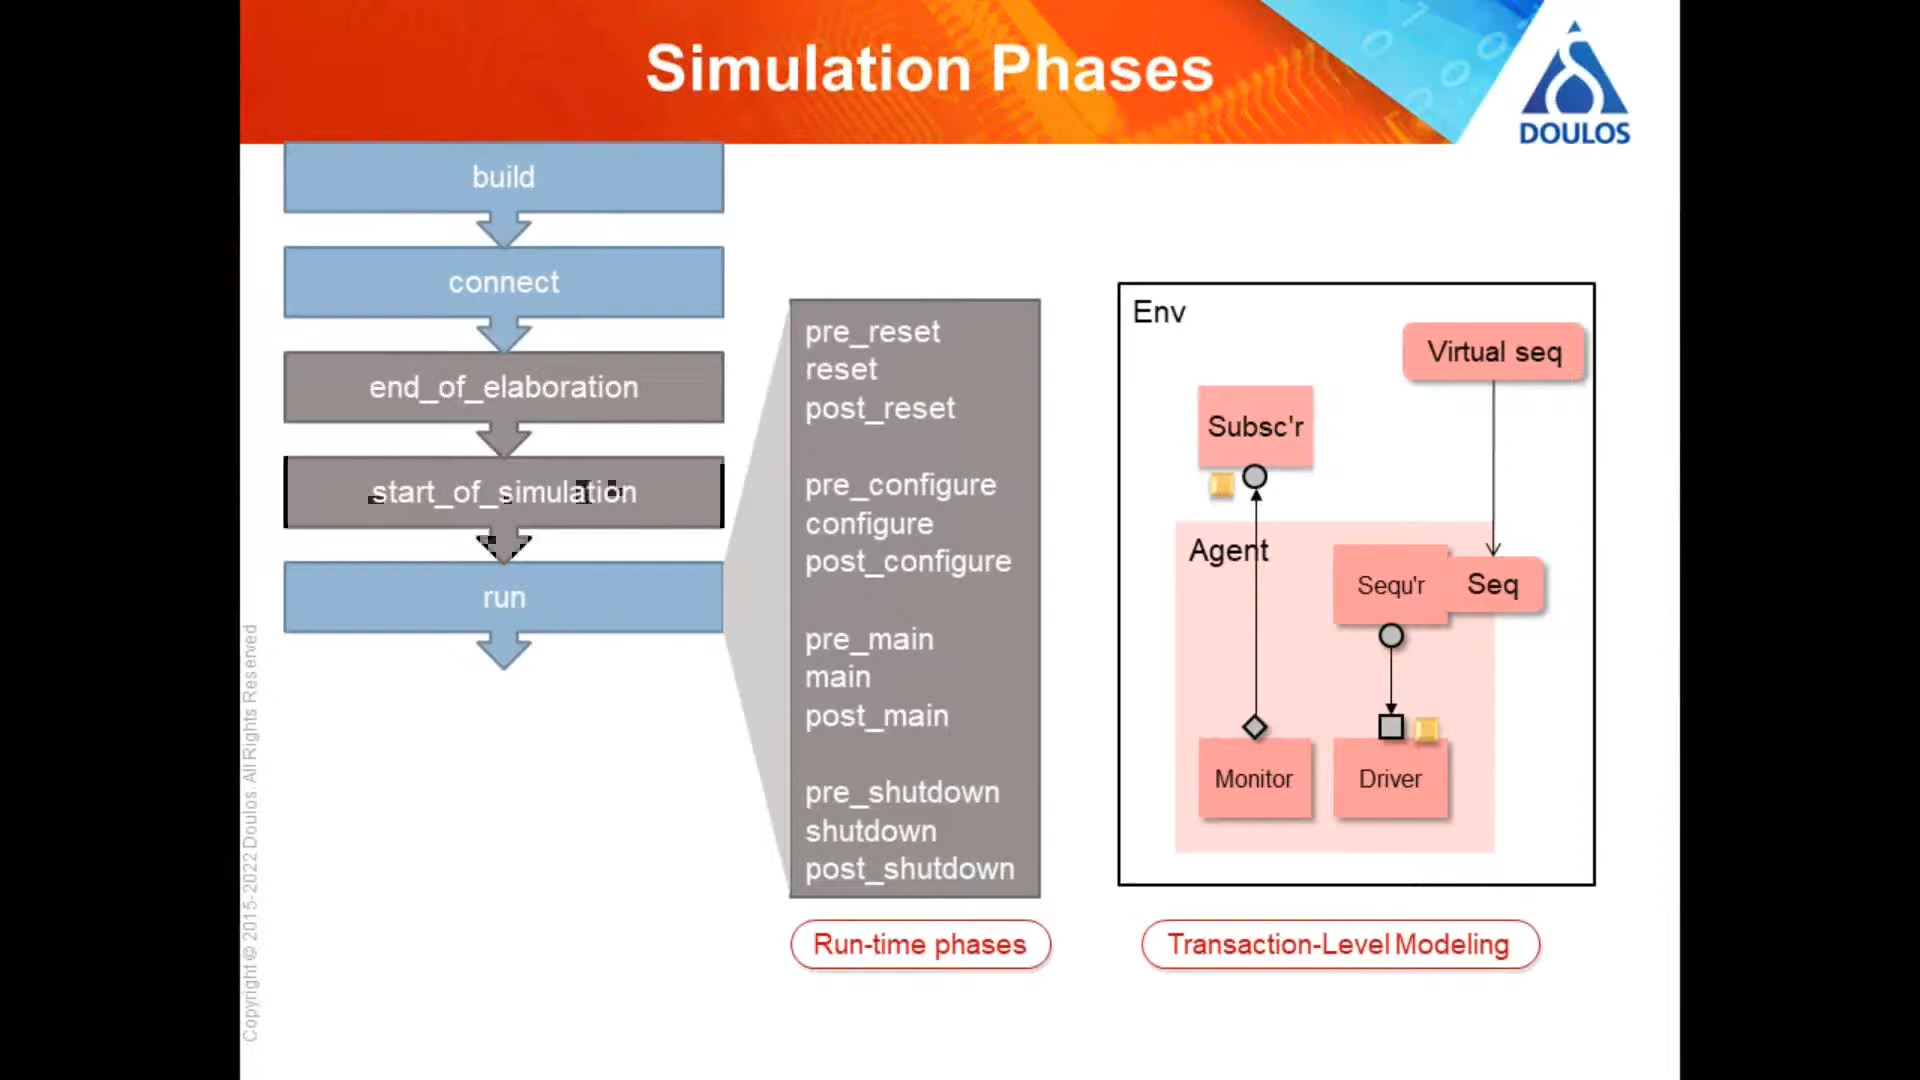 Simulation Phases
DOULOS
build
connect
end_of_elaboration
start_of_simulation
run
pre_reset
reset
post_reset
pre_configure
configure
post_configure
pre_main
main
post_main
pre_shutdown
shutdown
post_shutdown
Run-time phases
Env
Virtual seq
Subsc'r
Agent
Sequ'r
Seq
Monitor
Driver
Transaction-Level Modeling
Copyright © 2015-2022 Doulos. All Rights Reserved